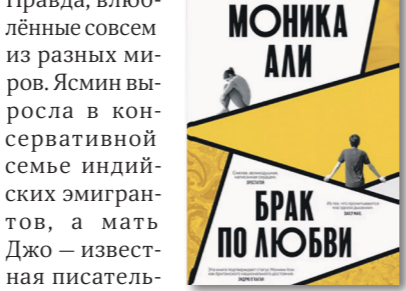 Правда, влюб-
лённые совсем
из разных ми-
ров. Ясмин вы-
росла в кон-
сервативной
семье индий-
ских эмигран-
тов, а мать
Джо — извест-
ная писатель-
МОНИКА
АЛИ
БРАК
ПО ЛЮБВИ